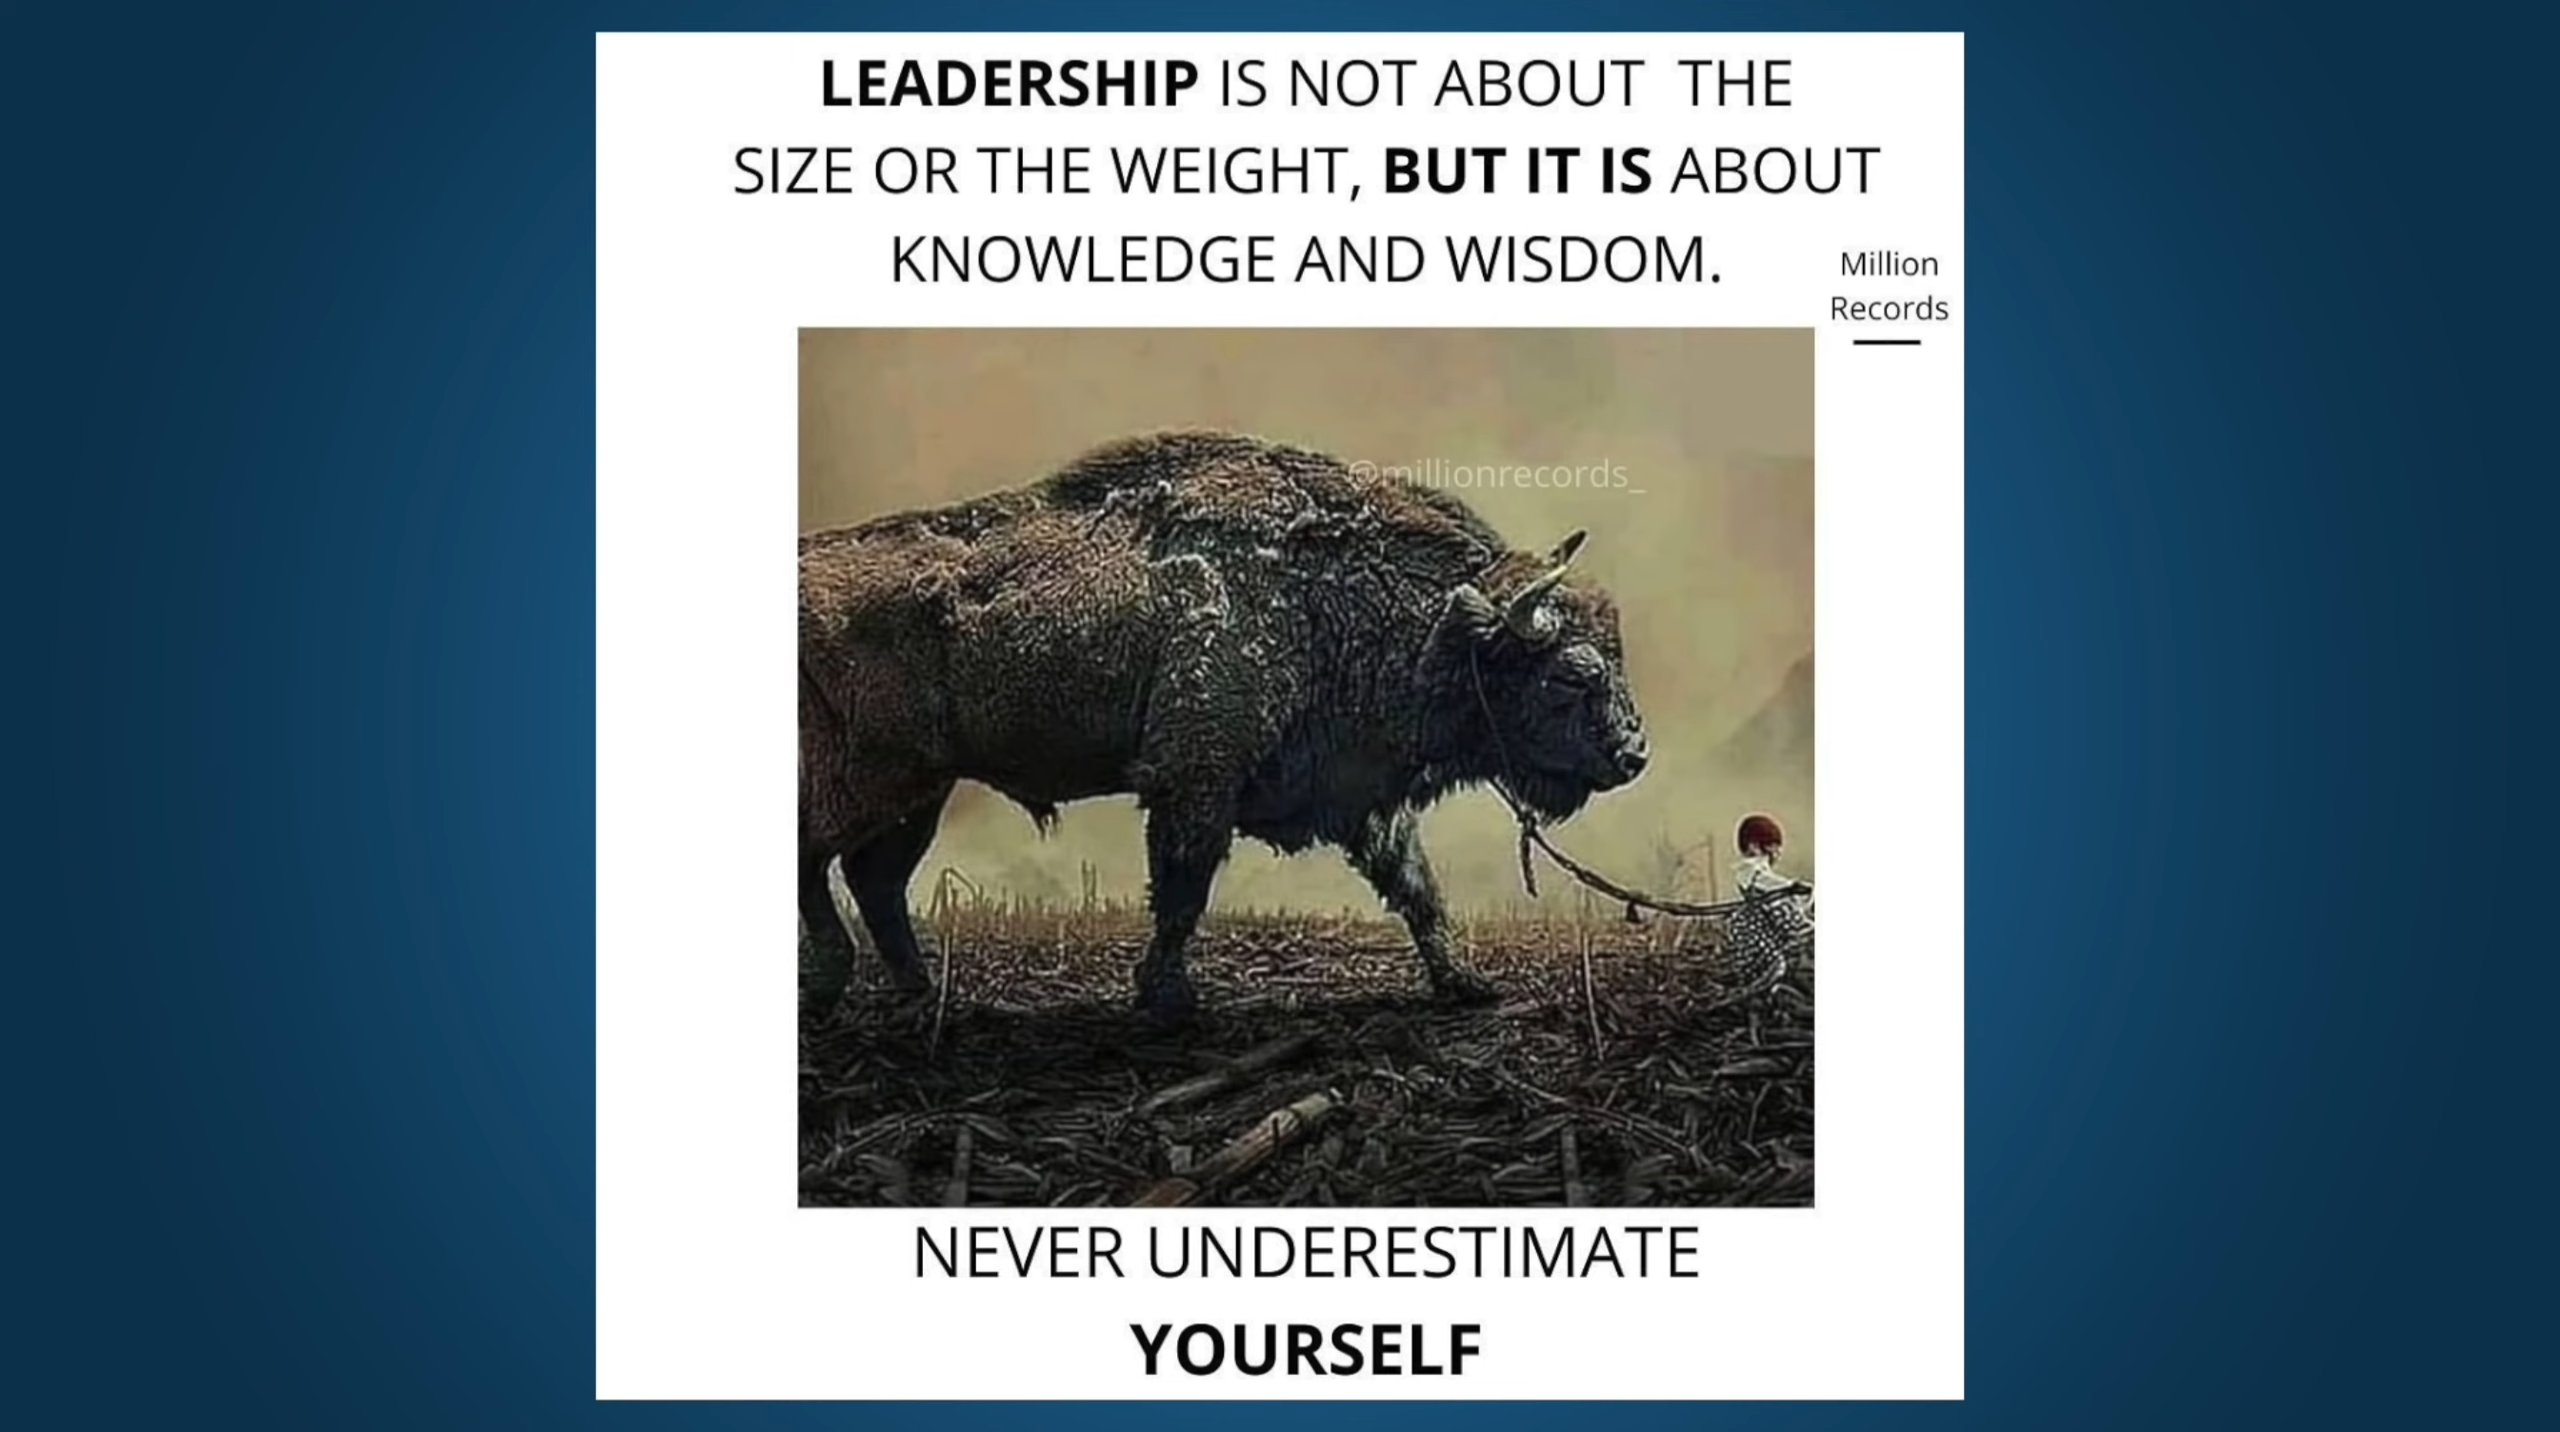 LEADERSHIP IS NOT ABOUT THE
SIZE OR THE WEIGHT, BUT IT IS ABOUT
KNOWLEDGE AND WISDOM.
Million
Records
@millionrecords_
NEVER UNDERESTIMATE
YOURSELF